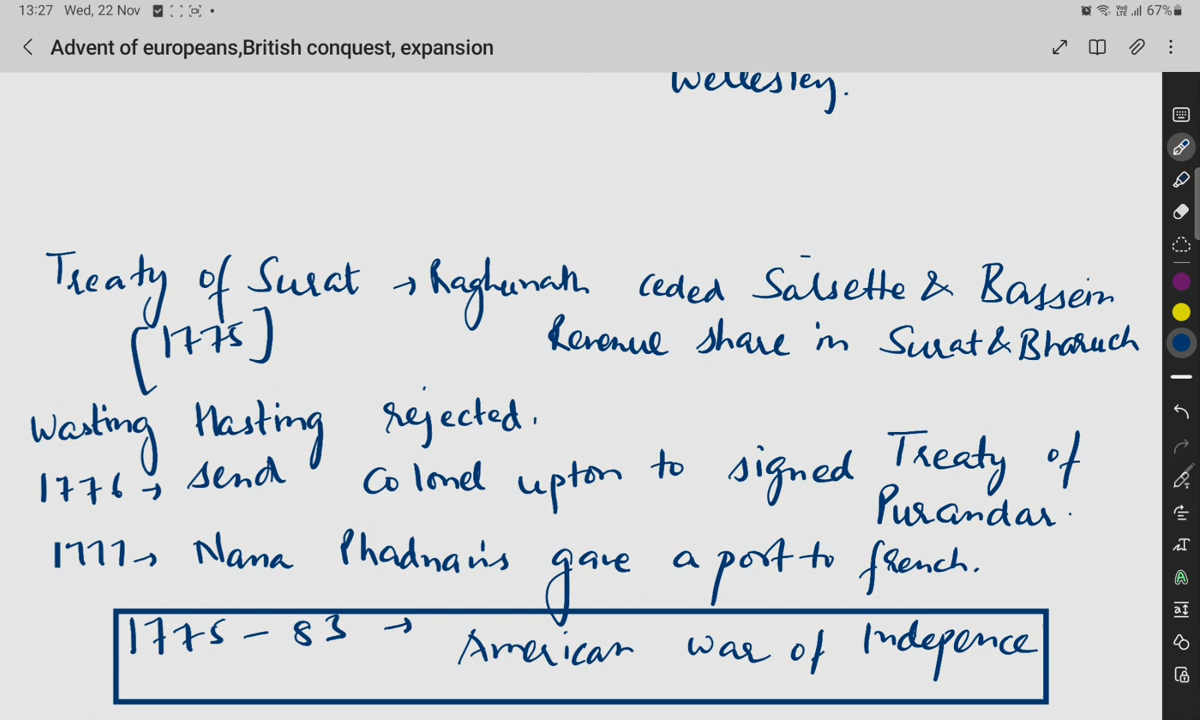 13:27 Wed, 22 Nov
VoLTE 67%
Advent of europeans,British conquest, expansion
Wellesley.
Treaty of Surat → Raghunath ceded Salsette & Bassein
[1775] Revenue share in Surat & Bharuch
Wasting Hasting rejected.
1776 → send Colonel upton to signed Treaty of
Purandar.
1777 → Nana Phadnavis gave a port to french.
1775 - 83 → American war of Indepence